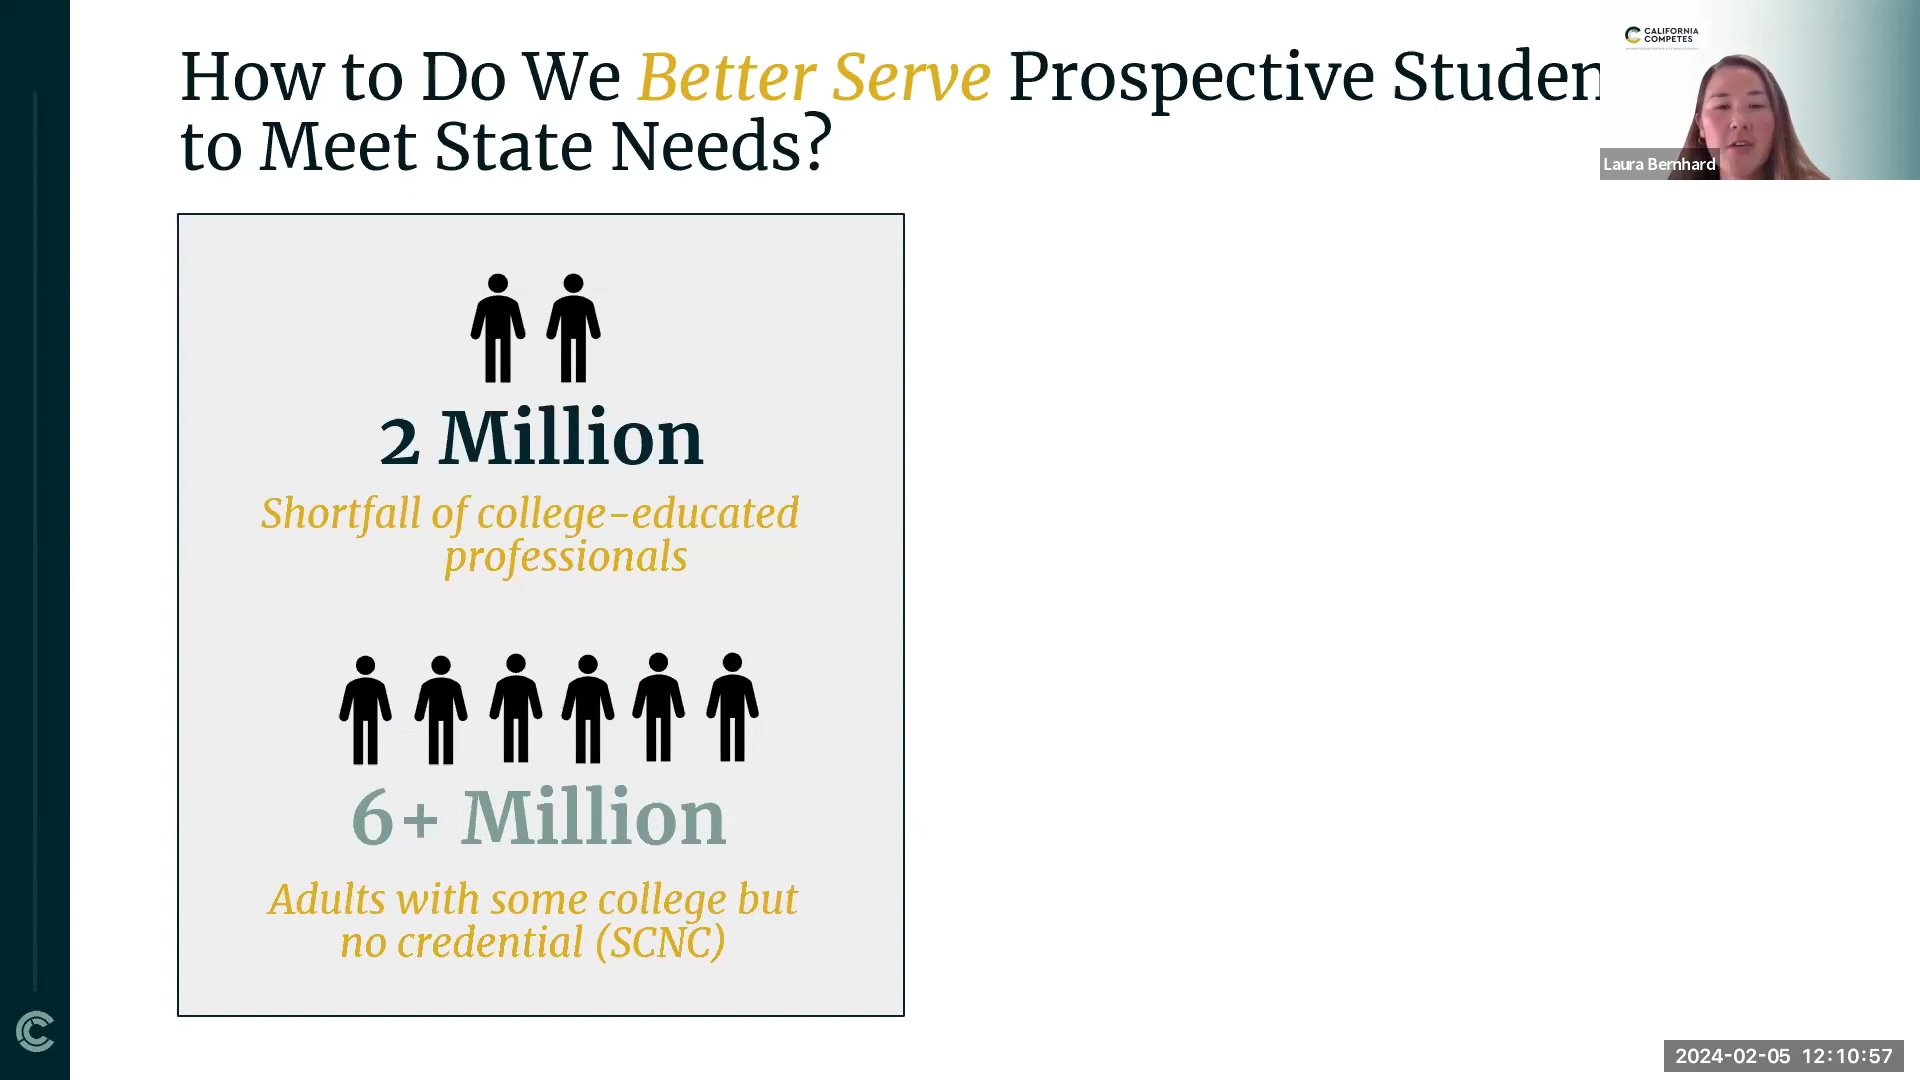 How to Do We Better Serve Prospective Studen
to Meet State Needs?
CALIFORNIA
COMPETES
Laura Bernhard
2 Million
Shortfall of college-educated
professionals
6+ Million
Adults with some college but
no credential (SCNC)
2024-02-05 12:10:57